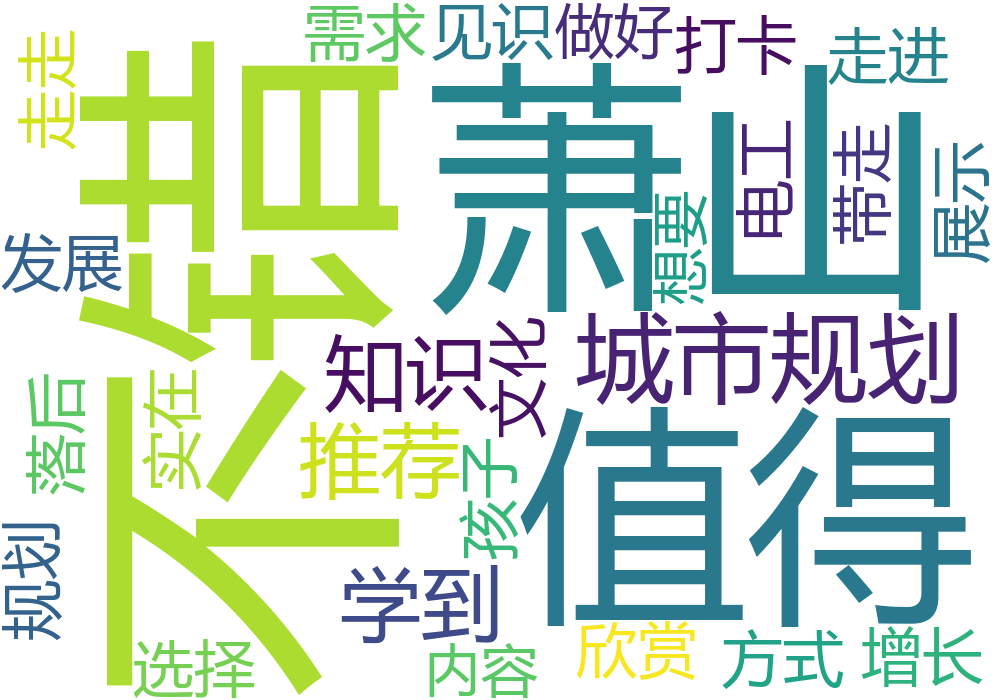 需求
见识
做好
打卡
走进
走走
不错
萧山
电工
带走
展示
想要
发展
知识
文化
城市规划
落后
实在
推荐
孩子
值得
规划
学到
选择
内容
欣赏
方式
增长